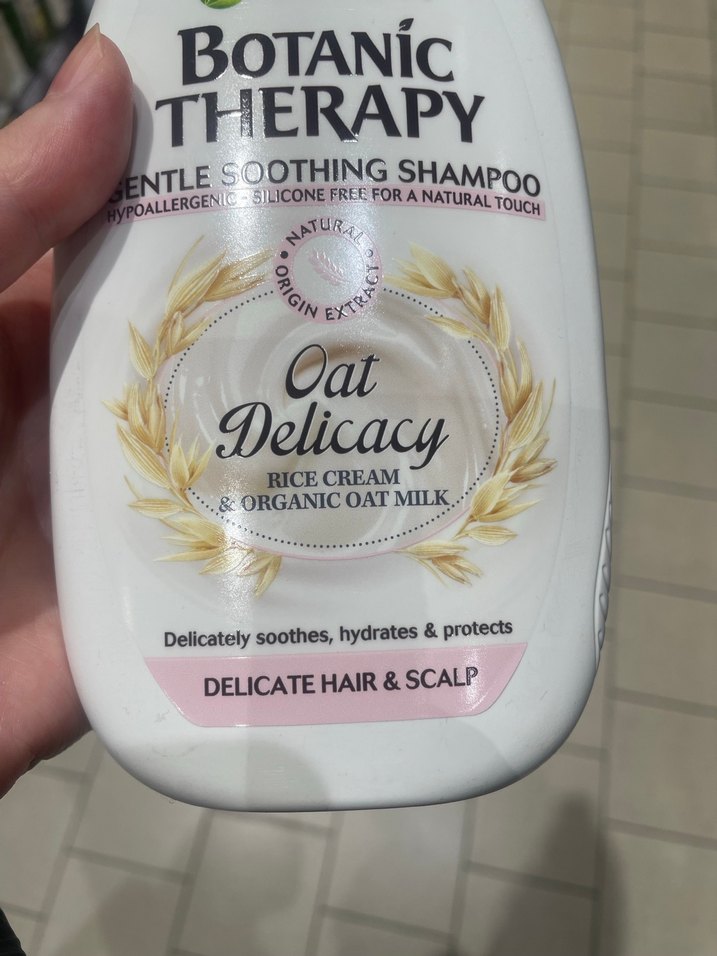 BOTANIC
THERAPY
GENTLE SOOTHING SHAMPOO
HYPOALLERGENIC - SILICONE FREE FOR A NATURAL TOUCH
• NATURAL •
ORIGIN EXTRACT
Oat
Delicacy
RICE CREAM
& ORGANIC OAT MILK
Delicately soothes, hydrates & protects
DELICATE HAIR & SCALP